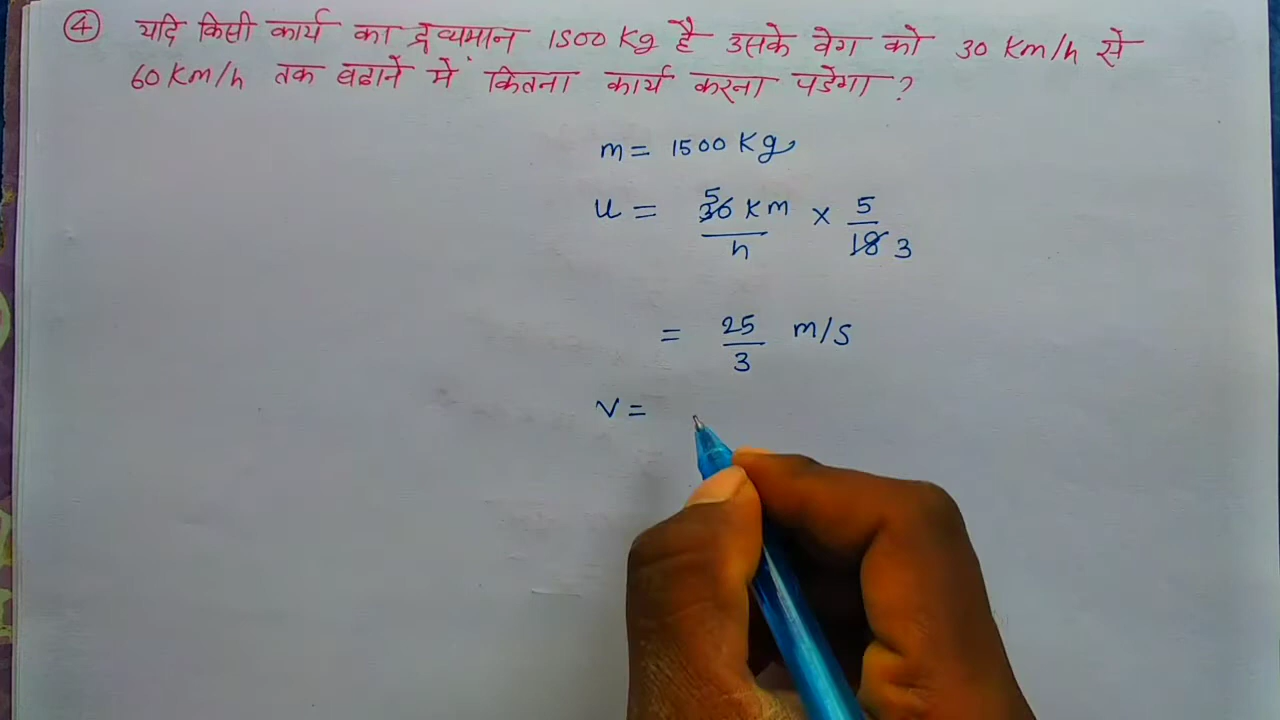 ④ यदि किसी कार्य का द्रव्यमान 1500 Kg है उसके वेग को 30 Km/h से
60 Km/h तक बढाने में कितना कार्य करना पडेगा ?
m = 1500 Kg
u = 30 5 Km / h × 5 / 18 3
= 25 / 3 m/s
v =